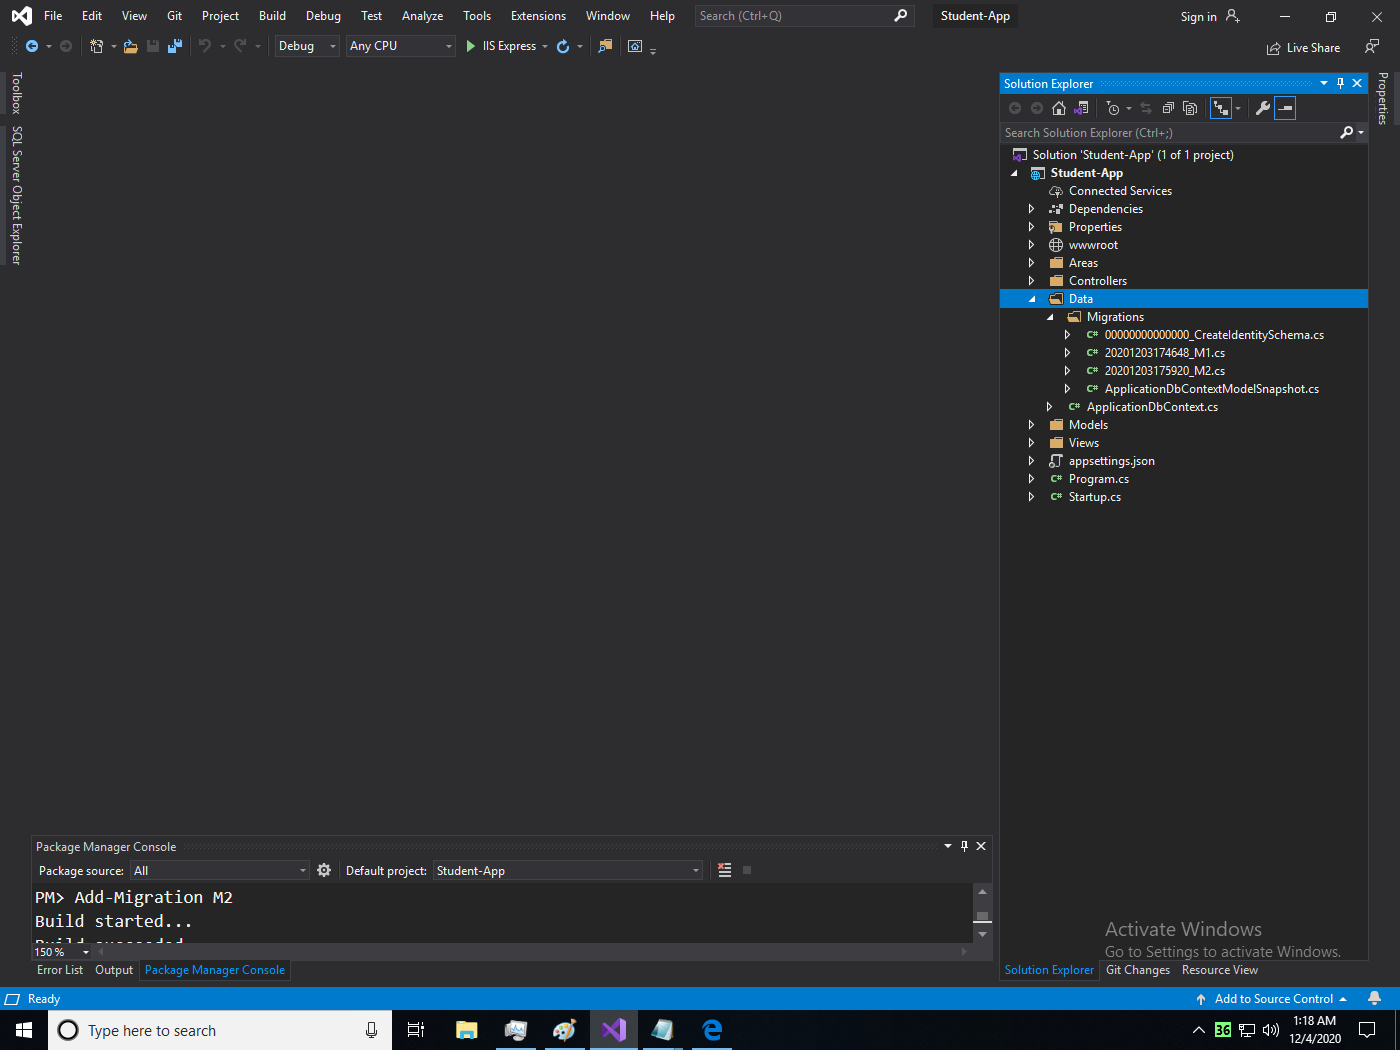 File Edit View Git Project Build Debug Test Analyze Tools Extensions Window Help Search (Ctrl+Q) Student-App Sign in
Debug Any CPU IIS Express Live Share
Toolbox
SQL Server Object Explorer
Solution Explorer
Properties
Search Solution Explorer (Ctrl+;)
Solution 'Student-App' (1 of 1 project)
Student-App
Connected Services
Dependencies
Properties
wwwroot
Areas
Controllers
Data
Migrations
C# 00000000000000_CreateIdentitySchema.cs
C# 20201203174648_M1.cs
C# 20201203175920_M2.cs
C# ApplicationDbContextModelSnapshot.cs
C# ApplicationDbContext.cs
Models
Views
appsettings.json
C# Program.cs
C# Startup.cs
Package Manager Console
Package source: All Default project: Student-App
PM> Add-Migration M2
Build started...
Build succeeded.
150 %
Error List Output Package Manager Console
Activate Windows
Go to Settings to activate Windows.
Solution Explorer Git Changes Resource View
Ready Add to Source Control
Type here to search
36
1:18 AM
12/4/2020